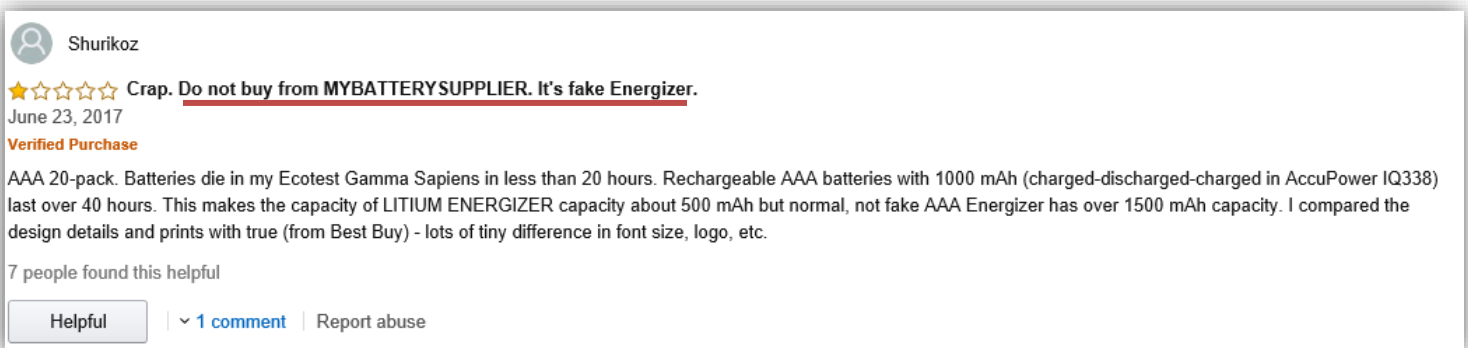 Shurikoz
Crap. Do not buy from MYBATTERYSUPPLIER. It's fake Energizer.
June 23, 2017
Verified Purchase
AAA 20-pack. Batteries die in my Ecotest Gamma Sapiens in less than 20 hours. Rechargeable AAA batteries with 1000 mAh (charged-discharged-charged in AccuPower IQ338)
last over 40 hours. This makes the capacity of LITIUM ENERGIZER capacity about 500 mAh but normal, not fake AAA Energizer has over 1500 mAh capacity. I compared the
design details and prints with true (from Best Buy) - lots of tiny difference in font size, logo, etc.
7 people found this helpful
Helpful 1 comment Report abuse